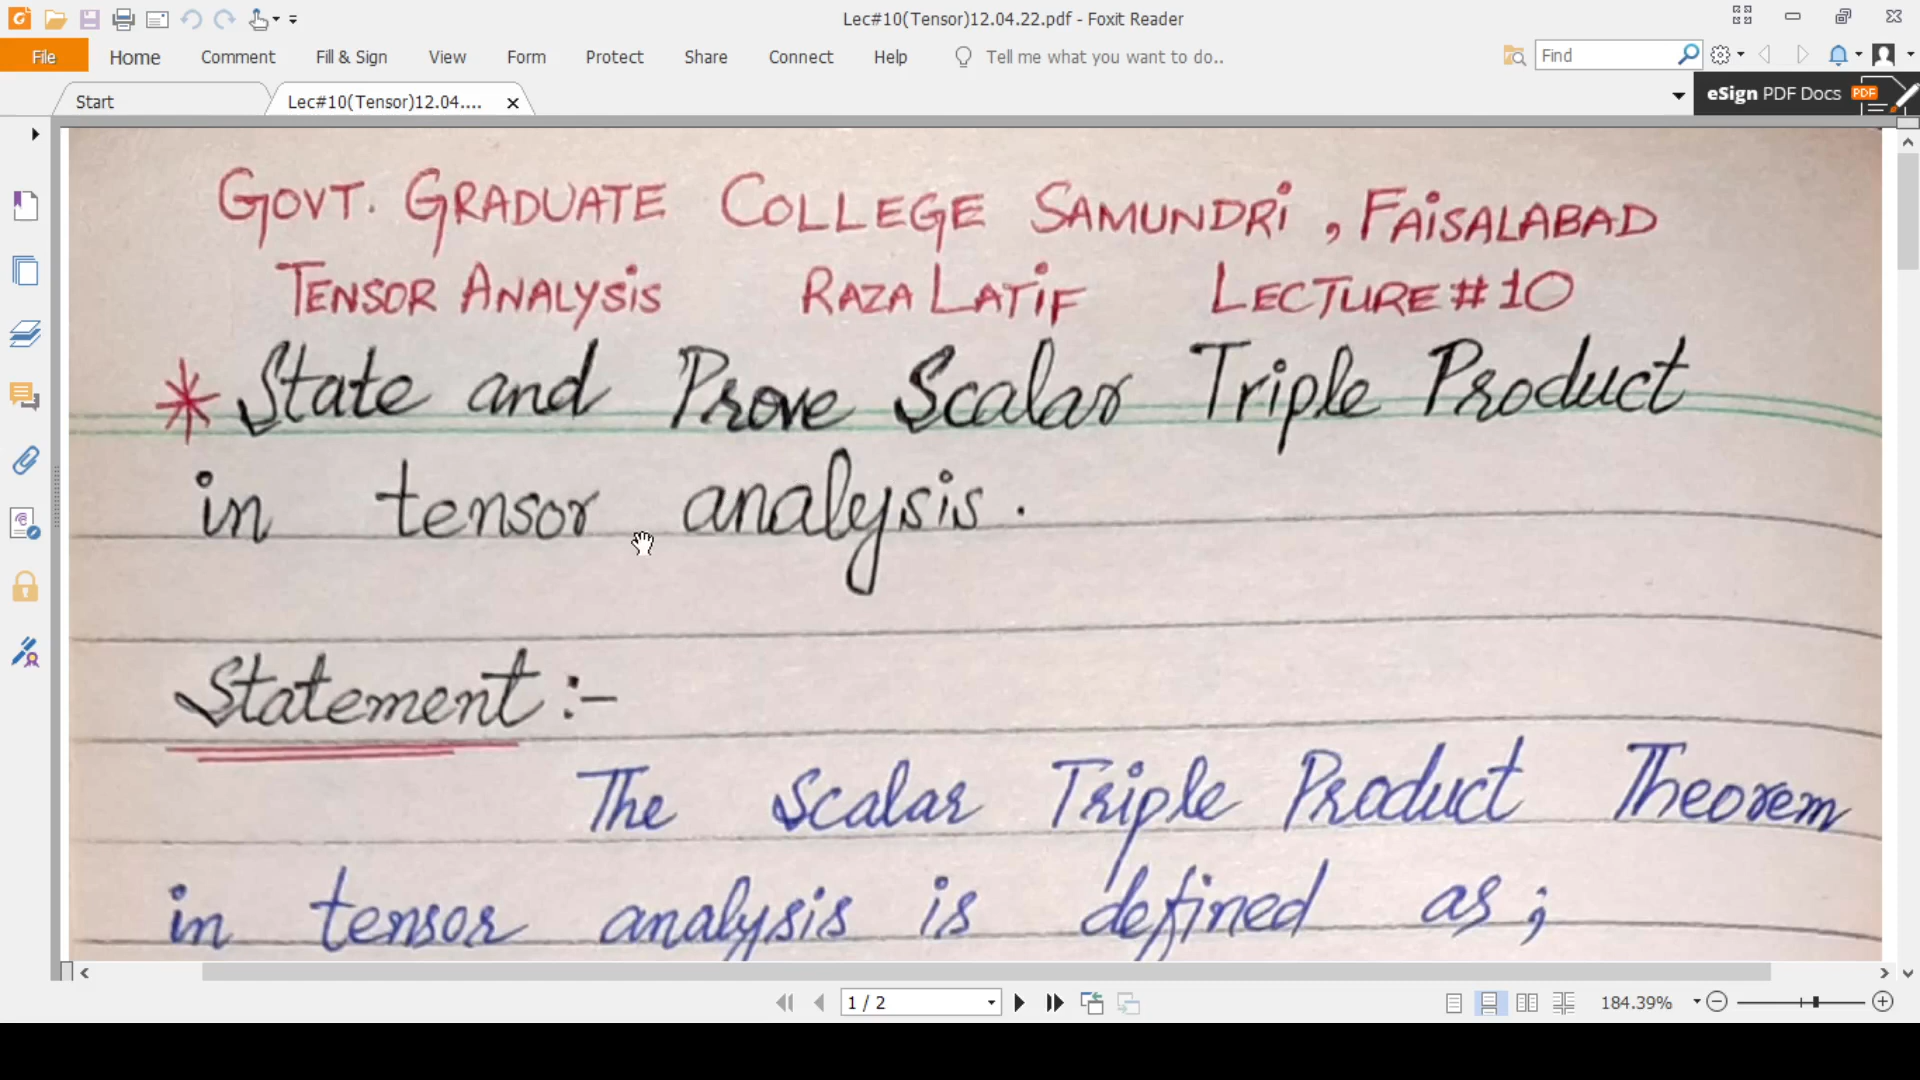 Lec#10(Tensor)12.04.22.pdf - Foxit Reader
File Home Comment Fill & Sign View Form Protect Share Connect Help Tell me what you want to do.. Find
Start Lec#10(Tensor)12.04.... eSign PDF Docs PDF
GOVT. GRADUATE COLLEGE SAMUNDRi , FAiSALABAD
TENSOR ANALYSiS RAZA LATiF LECTURE # 10
* State and Prove Scalar Triple Product
in tensor analysis .
Statement :-
The Scalar Triple Product Theorem
in tensor analysis is defined as ;
1 / 2 184.39%